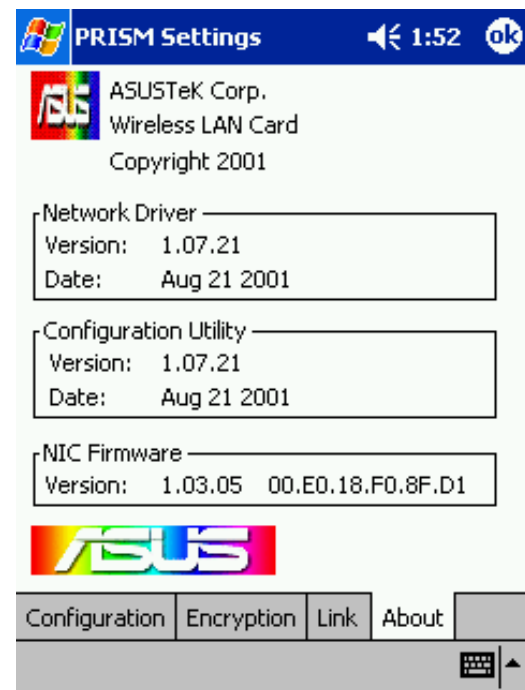 PRISM Settings 1:52 ok
ASUS
ASUSTeK Corp.
Wireless LAN Card
Copyright 2001
Network Driver
Version: 1.07.21
Date: Aug 21 2001
Configuration Utility
Version: 1.07.21
Date: Aug 21 2001
NIC Firmware
Version: 1.03.05 00.E0.18.F0.8F.D1
ASUS
Configuration Encryption Link About